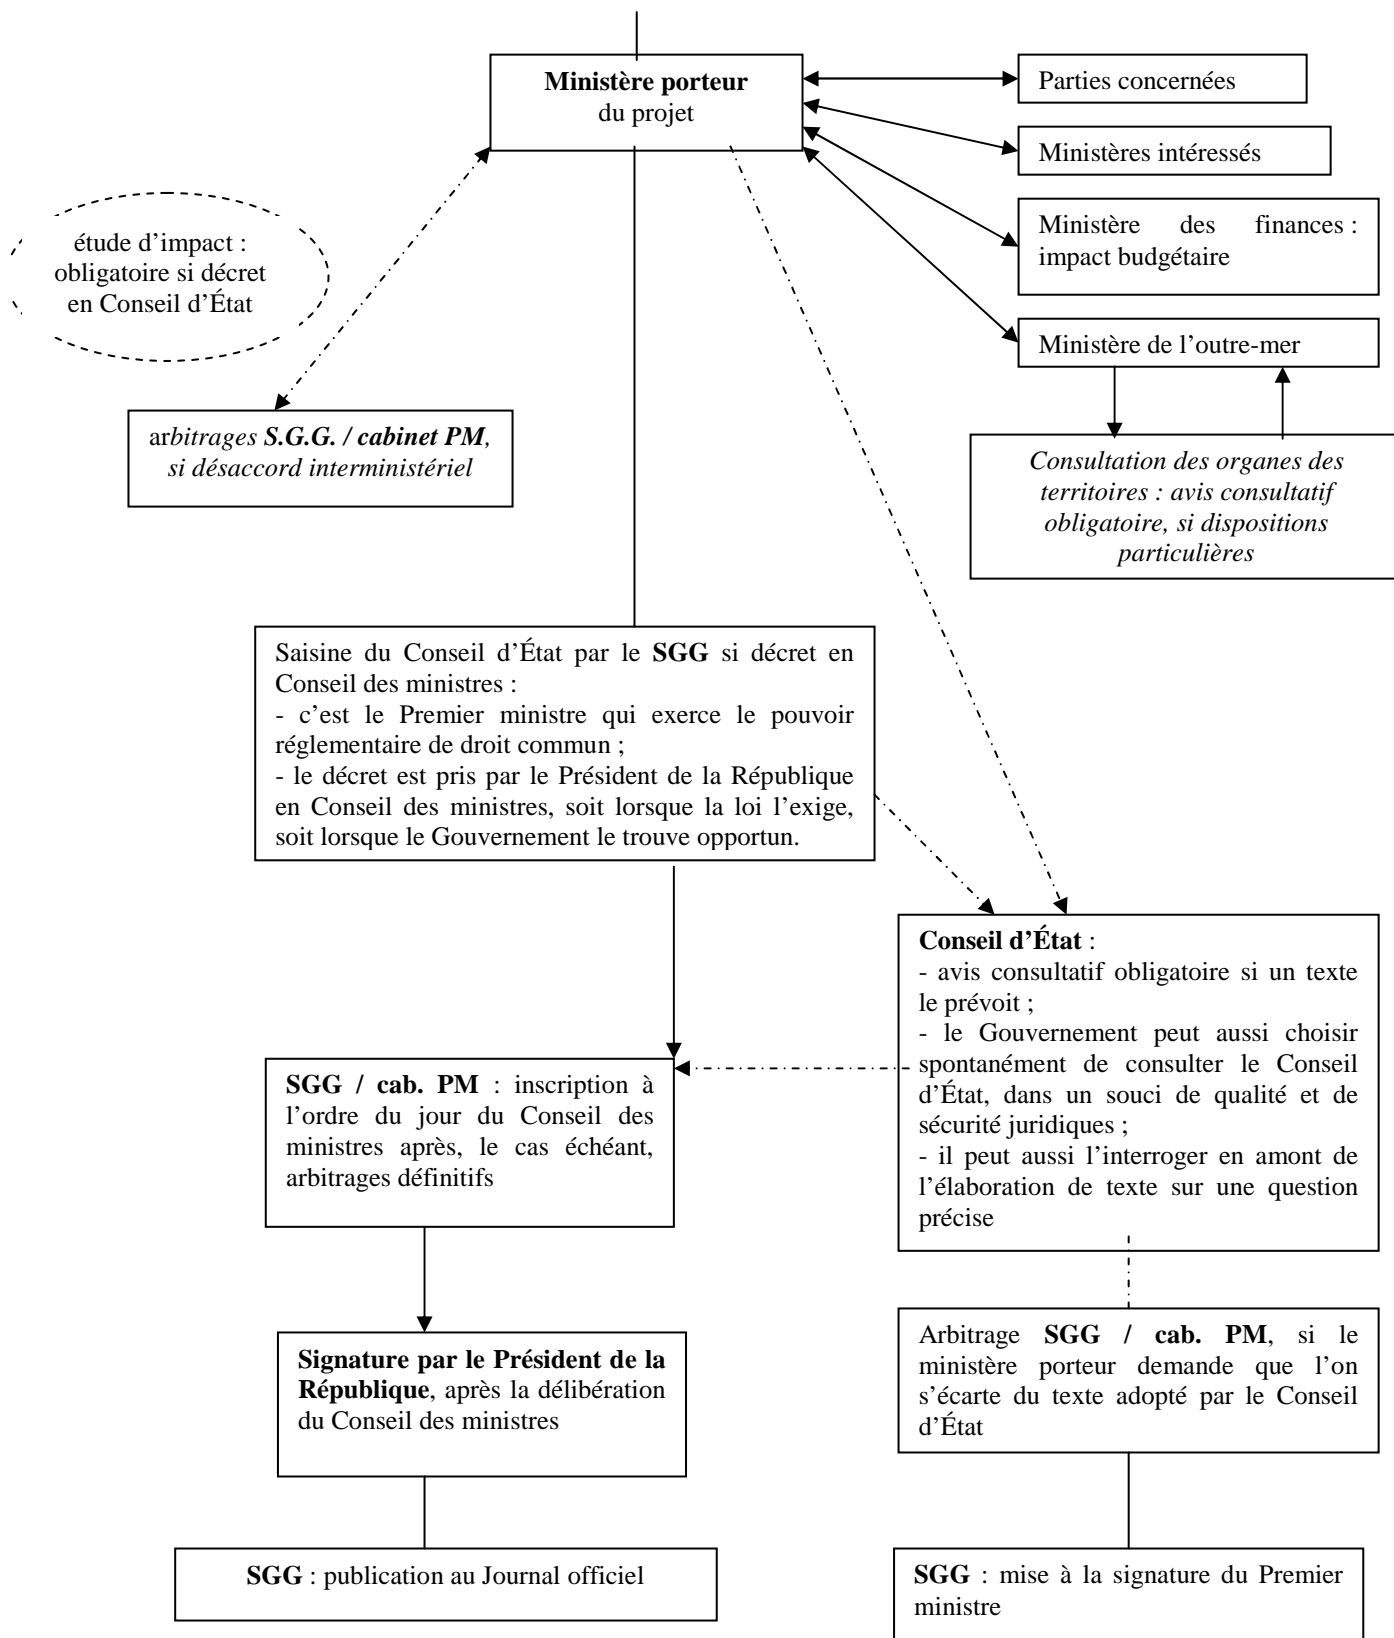 Ministère porteur
du projet
Parties concernées
Ministères intéressés
Ministère des finances :
impact budgétaire
Ministère de l’outre-mer
étude d’impact :
obligatoire si décret
en Conseil d’État
arbitrages S.G.G. / cabinet PM,
si désaccord interministériel
Consultation des organes des
territoires : avis consultatif
obligatoire, si dispositions
particulières
Saisine du Conseil d’État par le SGG si décret en
Conseil des ministres :
- c’est le Premier ministre qui exerce le pouvoir
réglementaire de droit commun ;
- le décret est pris par le Président de la République
en Conseil des ministres, soit lorsque la loi l’exige,
soit lorsque le Gouvernement le trouve opportun.
Conseil d’État :
- avis consultatif obligatoire si un texte
le prévoit ;
- le Gouvernement peut aussi choisir
spontanément de consulter le Conseil
d’État, dans un souci de qualité et de
sécurité juridiques ;
- il peut aussi l’interroger en amont de
l’élaboration de texte sur une question
précise
SGG / cab. PM : inscription à
l’ordre du jour du Conseil des
ministres après, le cas échéant,
arbitrages définitifs
Signature par le Président de la
République, après la délibération
du Conseil des ministres
Arbitrage SGG / cab. PM, si le
ministère porteur demande que l’on
s’écarte du texte adopté par le Conseil
d’État
SGG : publication au Journal officiel
SGG : mise à la signature du Premier
ministre